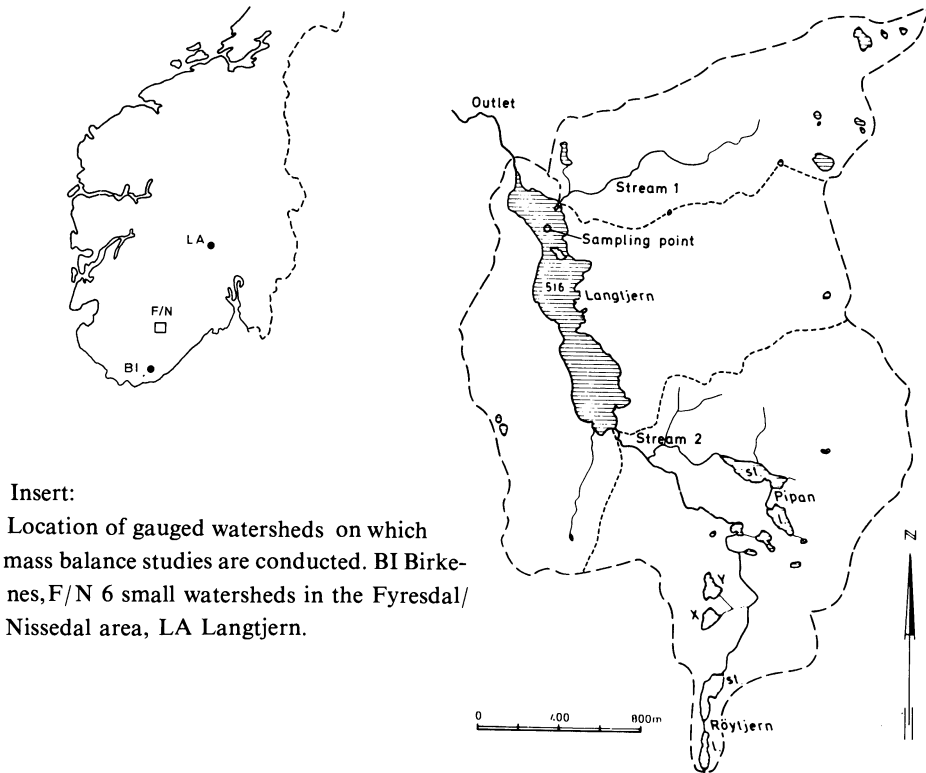 Outlet
Stream 1
Sampling point
LA
516
Langtjern
F/N
BI
Stream 2
sl
Pipan
Insert:
Location of gauged watersheds on which
mass balance studies are conducted. BI Birke-
nes, F/N 6 small watersheds in the Fyresdal/
Nissedal area, LA Langtjern.
N
Y
X
sl
0 400 800m
Röytjern